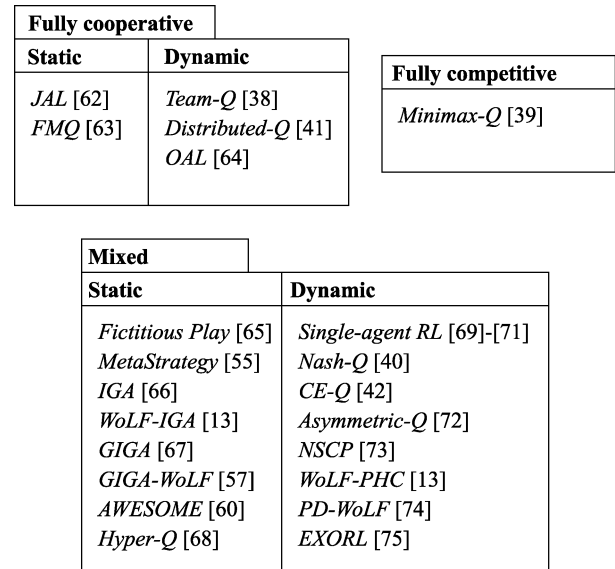 Fully cooperative
Static
Dynamic
JAL [62]
FMQ [63]
Team-Q [38]
Distributed-Q [41]
OAL [64]
Fully competitive
Minimax-Q [39]
Mixed
Static
Dynamic
Fictitious Play [65]
MetaStrategy [55]
IGA [66]
WoLF-IGA [13]
GIGA [67]
GIGA-WoLF [57]
AWESOME [60]
Hyper-Q [68]
Single-agent RL [69]-[71]
Nash-Q [40]
CE-Q [42]
Asymmetric-Q [72]
NSCP [73]
WoLF-PHC [13]
PD-WoLF [74]
EXORL [75]